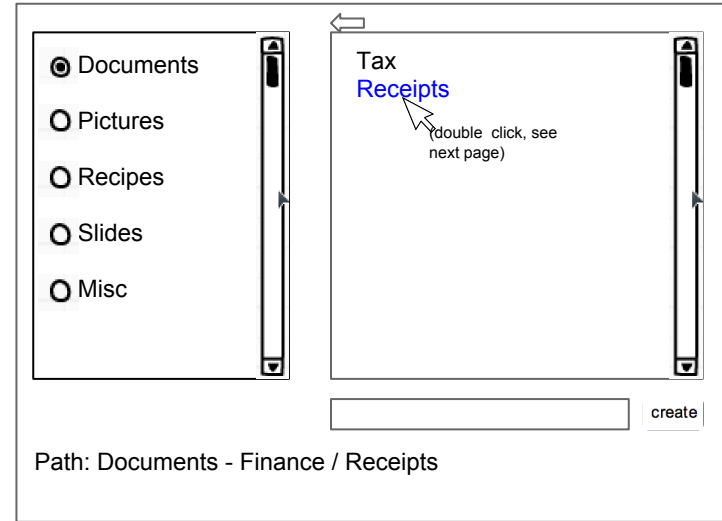 Documents
Pictures
Recipes
Slides
Misc
Tax
Receipts
(double click, see
next page)
create
Path: Documents - Finance / Receipts